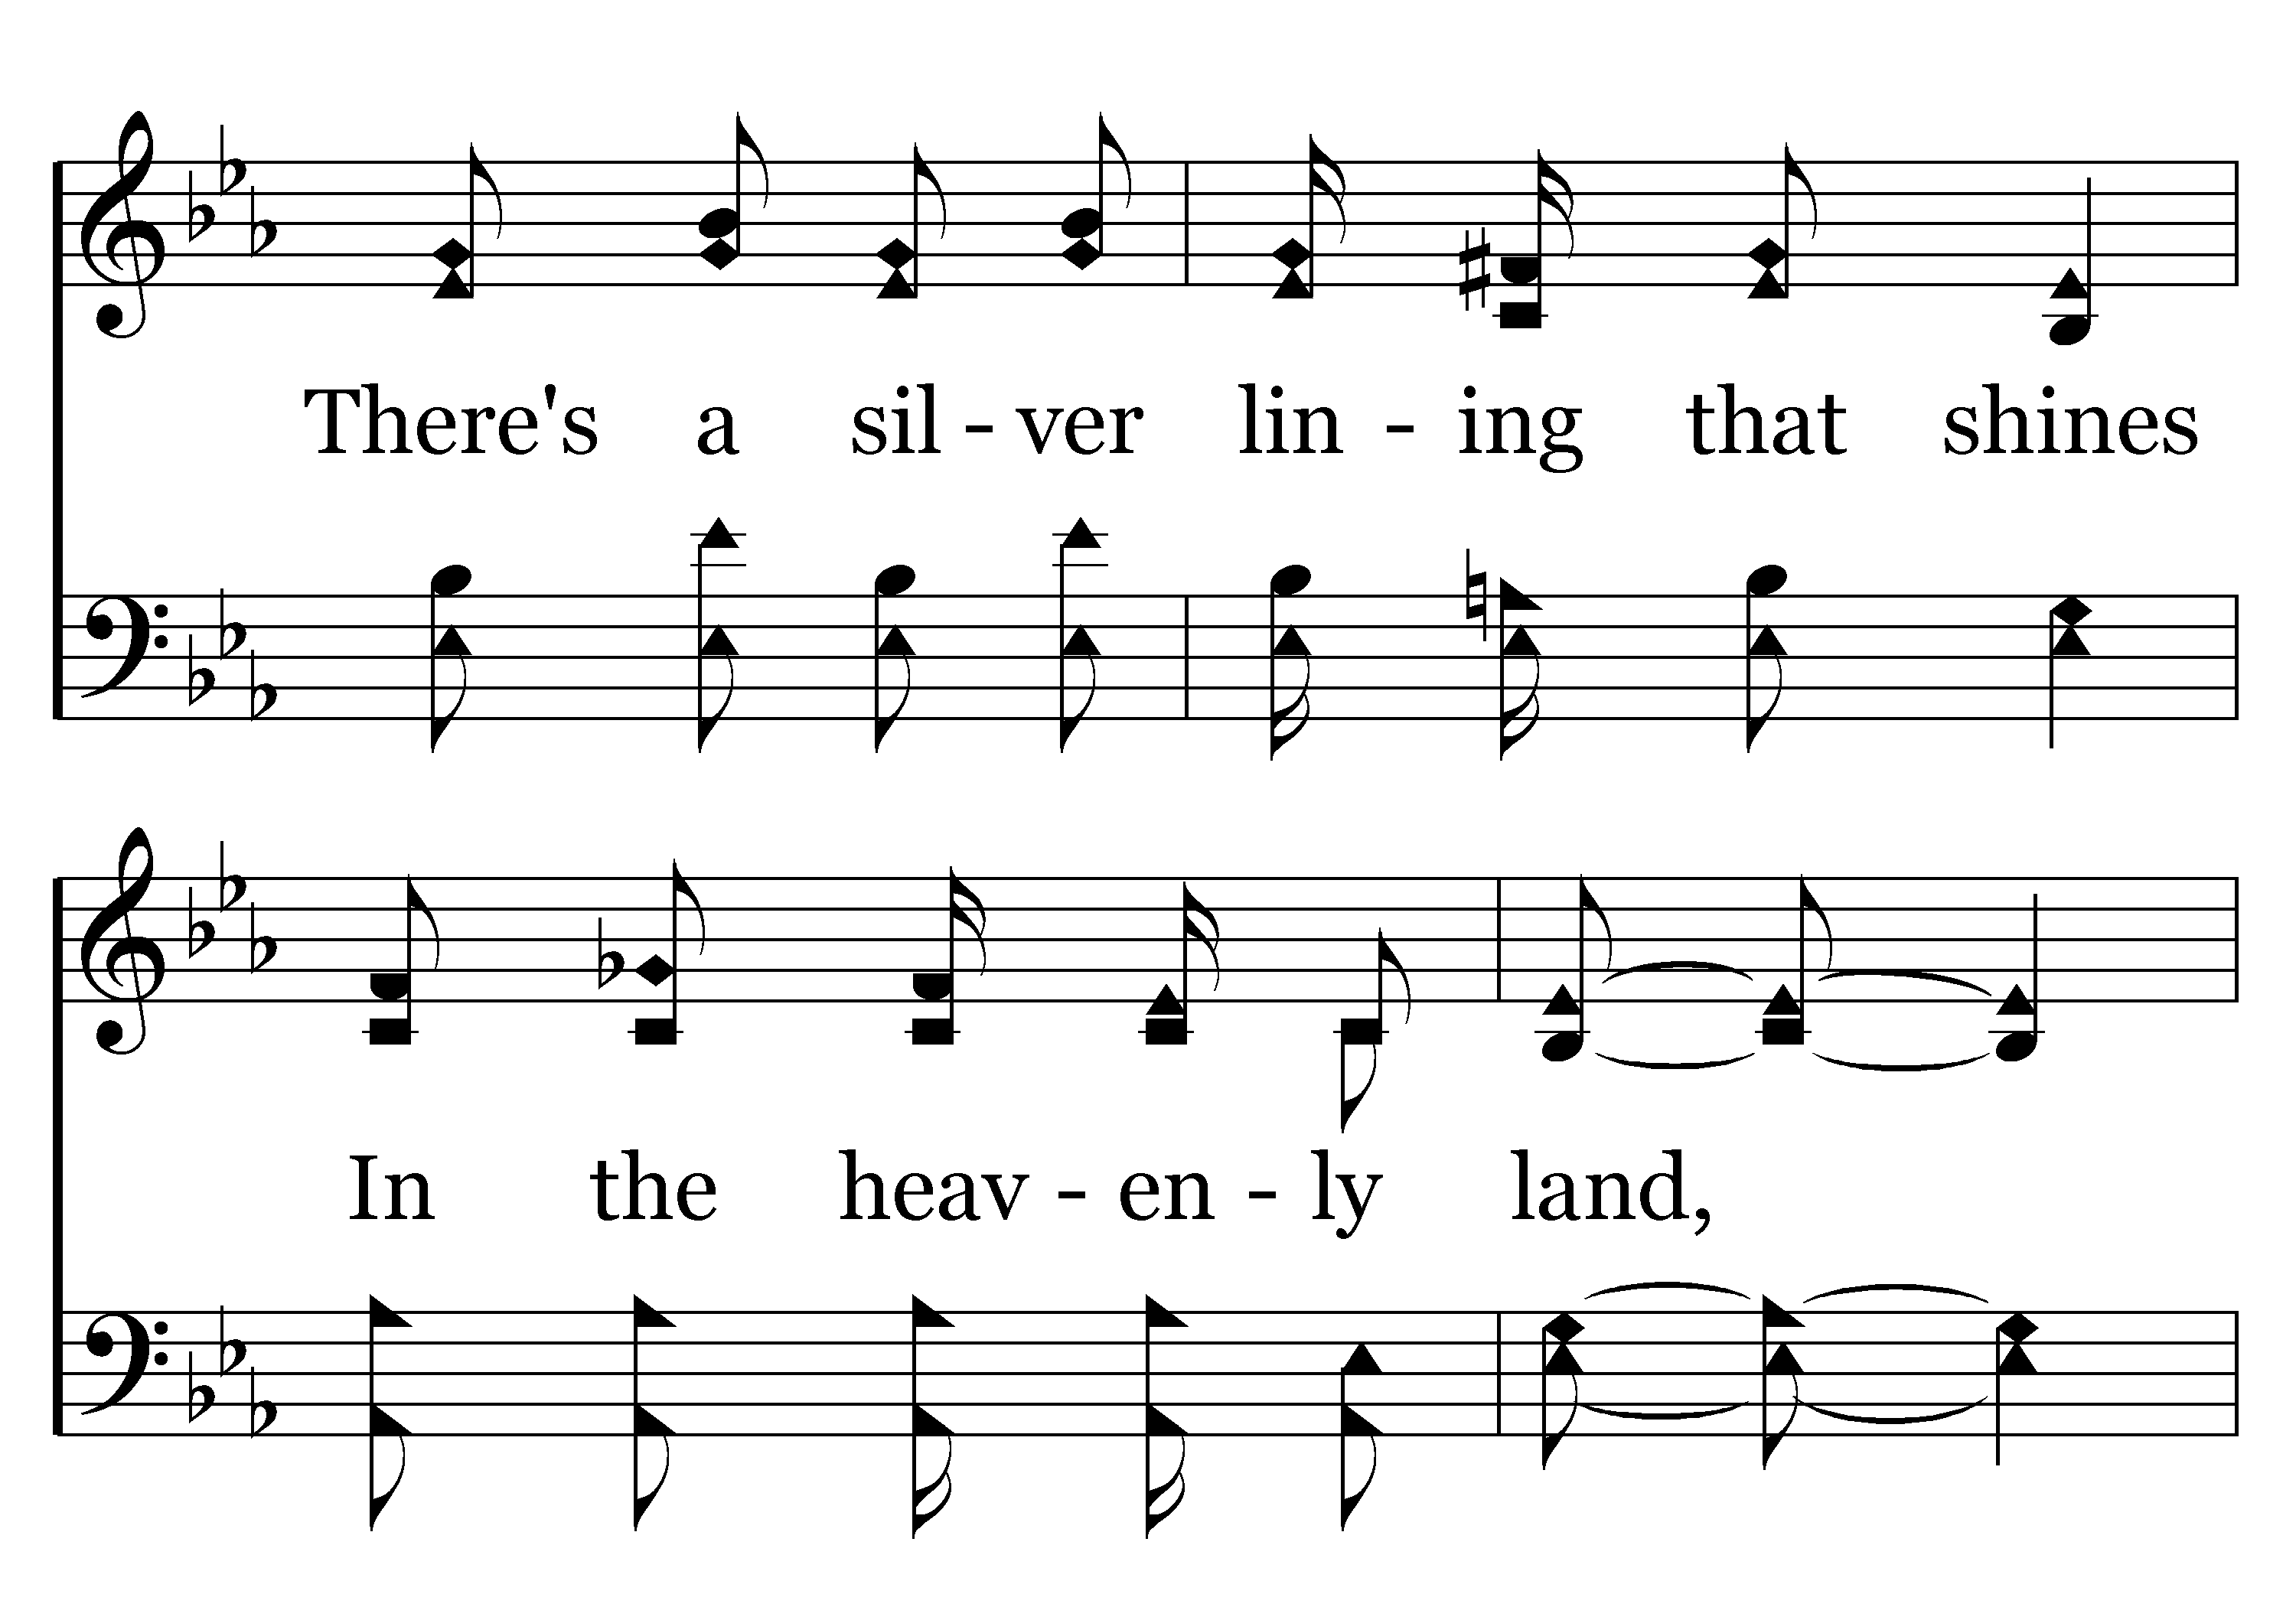 There's a sil - ver lin - ing that shines
In the heav - en - ly land,